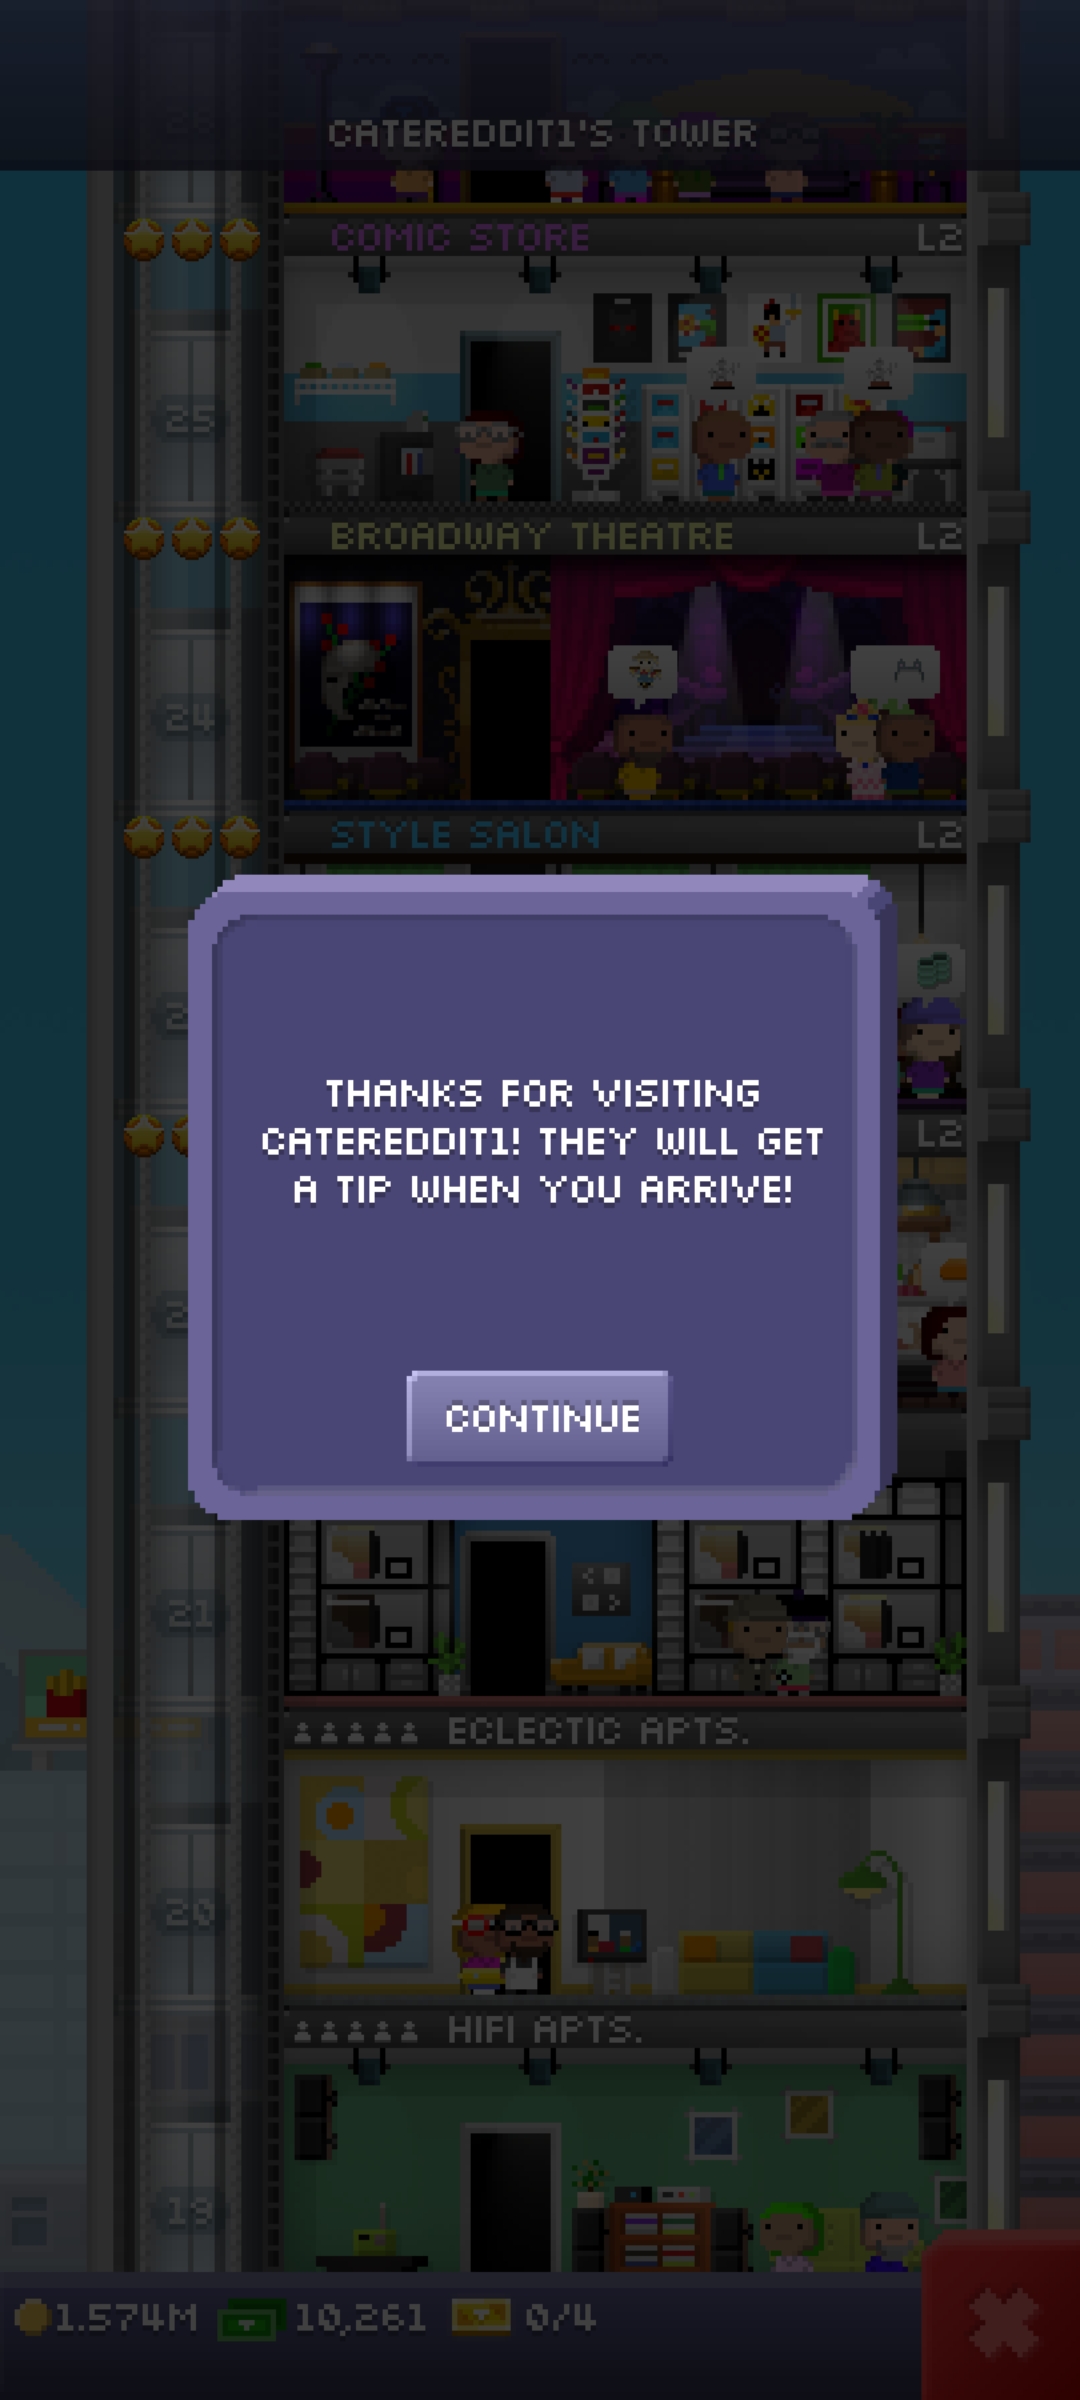 CATEREDDIT1'S TOWER
COMIC STORE L2
25
BROADWAY THEATRE L2
24
STYLE SALON L2
L2
THANKS FOR VISITING
CATEREDDIT1! THEY WILL GET
A TIP WHEN YOU ARRIVE!
CONTINUE
21
ECLECTIC APTS.
20
HIFI APTS.
19
1.574M 10,261 0/4